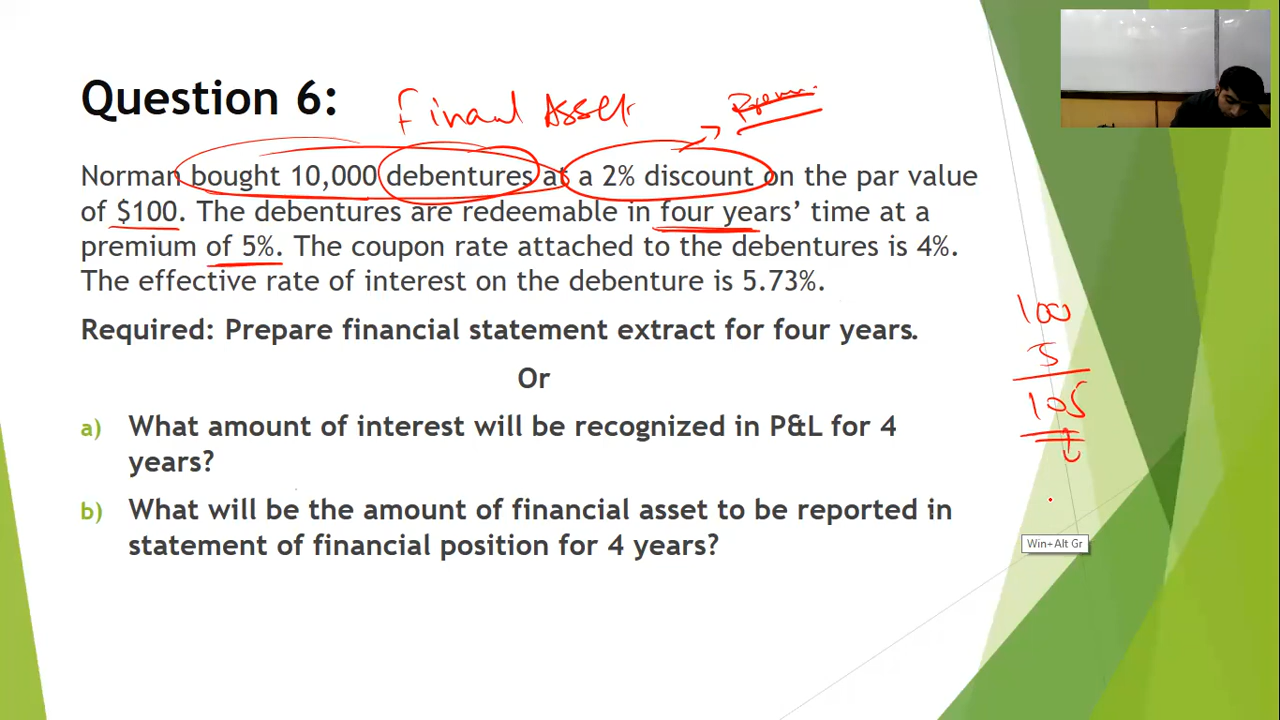 Question 6:
Finanl Asset
Premi.
Norman bought 10,000 debentures at a 2% discount on the par value
of $100. The debentures are redeemable in four years’ time at a
premium of 5%. The coupon rate attached to the debentures is 4%.
The effective rate of interest on the debenture is 5.73%.
Required: Prepare financial statement extract for four years.
Or
a) What amount of interest will be recognized in P&L for 4
years?
b) What will be the amount of financial asset to be reported in
statement of financial position for 4 years?
100
5
105
Win+Alt Gr